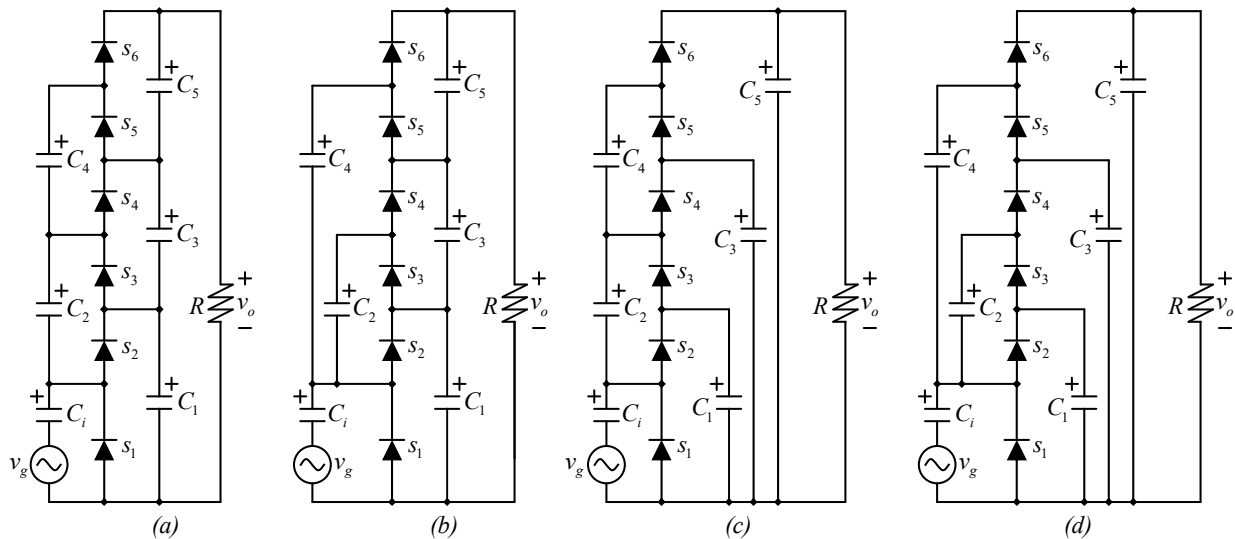 s6 + C5 s5 + C4 s4 + C3 s3 + C2 s2 + C1 + Ci s1 vg R + vo −
(a)
s6 + C5 s5 + C4 s4 + C3 s3 + C2 s2 + C1 + Ci s1 vg R + vo −
(b)
s6 + C5 s5 + C4 s4 + C3 s3 + C2 s2 + C1 + Ci s1 vg R + vo −
(c)
s6 + C5 s5 + C4 s4 + C3 s3 + C2 s2 + C1 + Ci s1 vg R + vo −
(d)